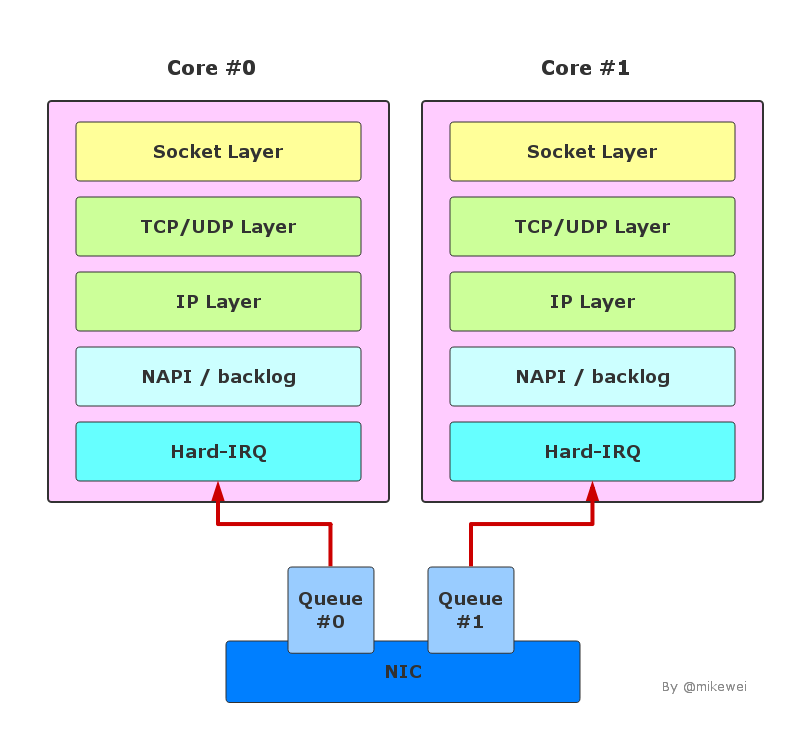 Core #0
Core #1
Socket Layer
Socket Layer
TCP/UDP Layer
TCP/UDP Layer
IP Layer
IP Layer
NAPI / backlog
NAPI / backlog
Hard-IRQ
Hard-IRQ
Queue
#0
Queue
#1
NIC
By @mikewei